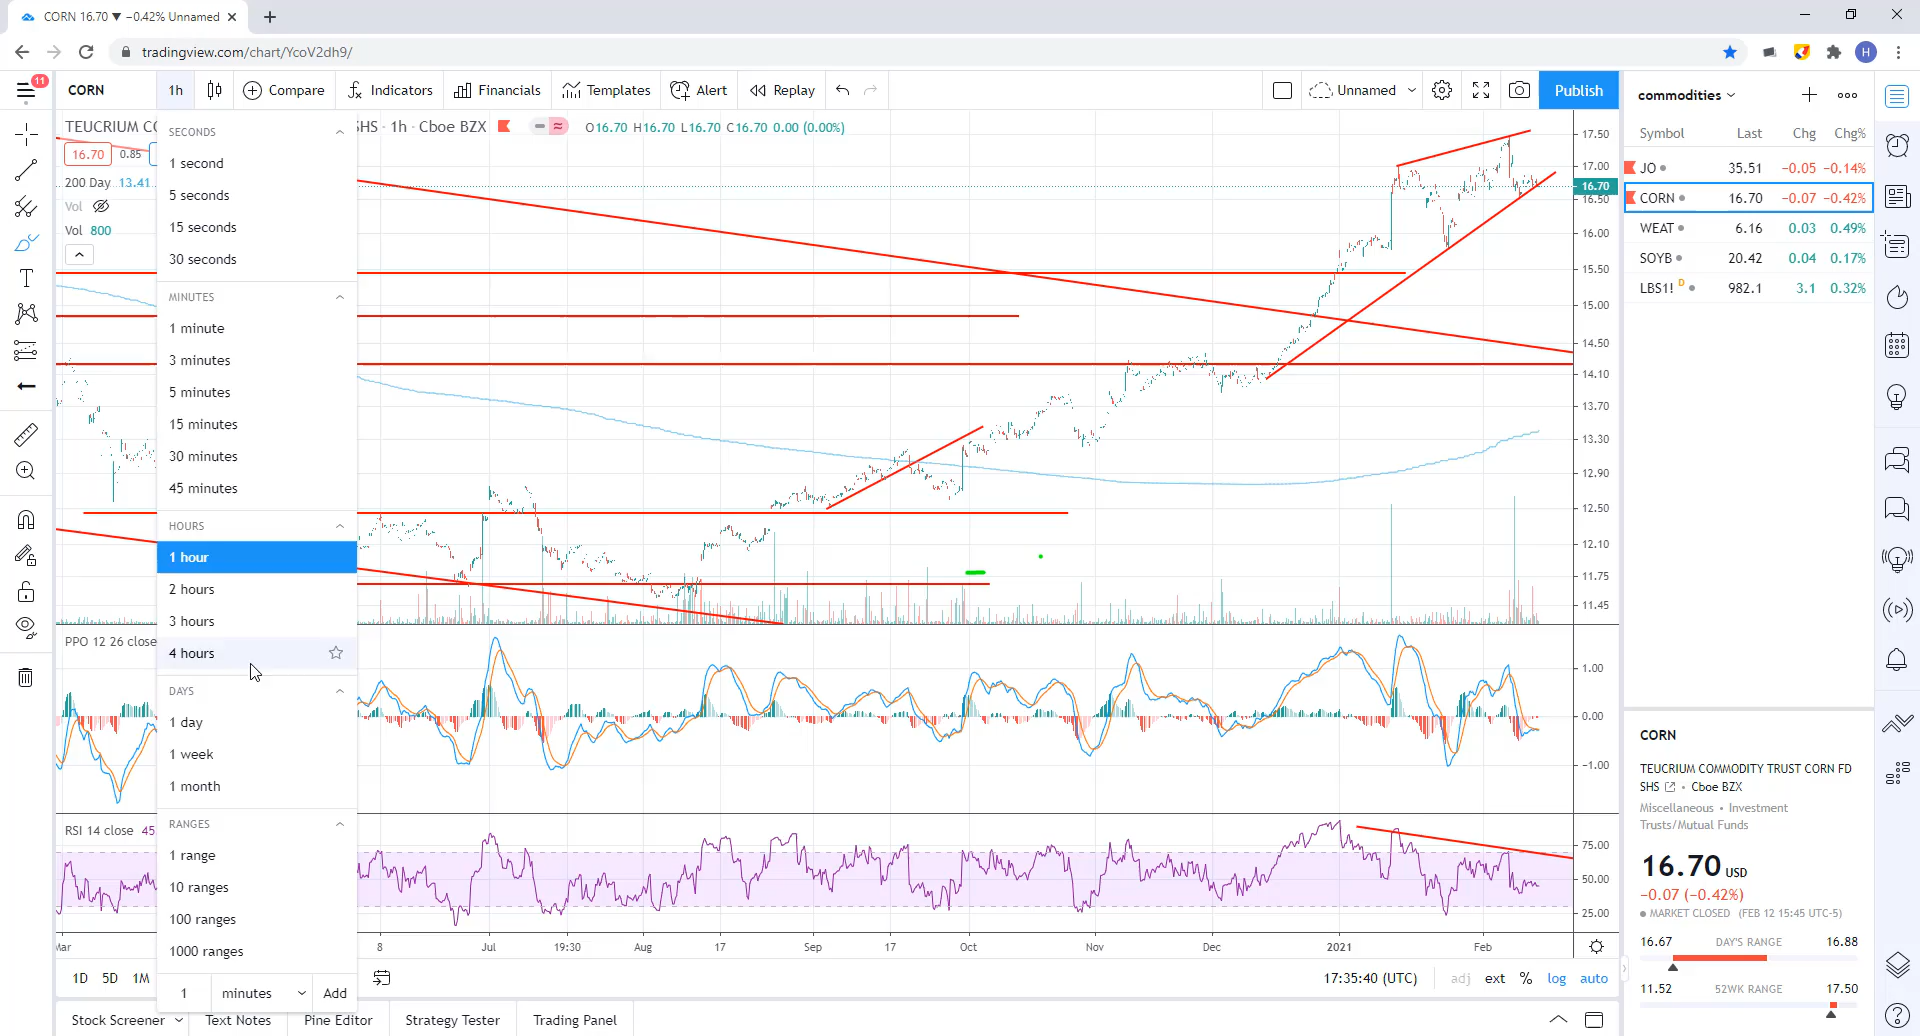 CORN 16.70 ▼ −0.42% Unnamed
tradingview.com/chart/YcoV2dh9/
H
11
CORN
1h
Compare
Indicators
Financials
Templates
Alert
Replay
Unnamed
Publish
TEUCRIUM CO
SHS · 1h · Cboe BZX
O16.70 H16.70 L16.70 C16.70 0.00 (0.00%)
16.70
0.85
200 Day 13.41
Vol
Vol 800
SECONDS
1 second
5 seconds
15 seconds
30 seconds
MINUTES
1 minute
3 minutes
5 minutes
15 minutes
30 minutes
45 minutes
HOURS
1 hour
2 hours
3 hours
4 hours
DAYS
1 day
1 week
1 month
RANGES
1 range
10 ranges
100 ranges
1000 ranges
1 minutes Add
17.50
17.00
16.70
16.50
16.00
15.50
15.00
14.50
14.10
13.70
13.30
12.90
12.50
12.10
11.75
11.45
PPO 12 26 close
1.00
0.00
−1.00
RSI 14 close 45
75.00
50.00
25.00
Mar 8 Jul 19:30 Aug 17 Sep 17 Oct Nov Dec 2021 Feb
1D 5D 1M
17:35:40 (UTC) adj ext % log auto
Stock Screener Text Notes Pine Editor Strategy Tester Trading Panel
commodities
Symbol Last Chg Chg%
JO 35.51 −0.05 −0.14%
CORN 16.70 −0.07 −0.42%
WEAT 6.16 0.03 0.49%
SOYB 20.42 0.04 0.17%
LBS1! D 982.1 3.1 0.32%
CORN
TEUCRIUM COMMODITY TRUST CORN FD
SHS • Cboe BZX
Miscellaneous • Investment
Trusts/Mutual Funds
16.70 USD
−0.07 (−0.42%)
MARKET CLOSED (FEB 12 15:45 UTC-5)
16.67 DAY'S RANGE 16.88
11.52 52WK RANGE 17.50